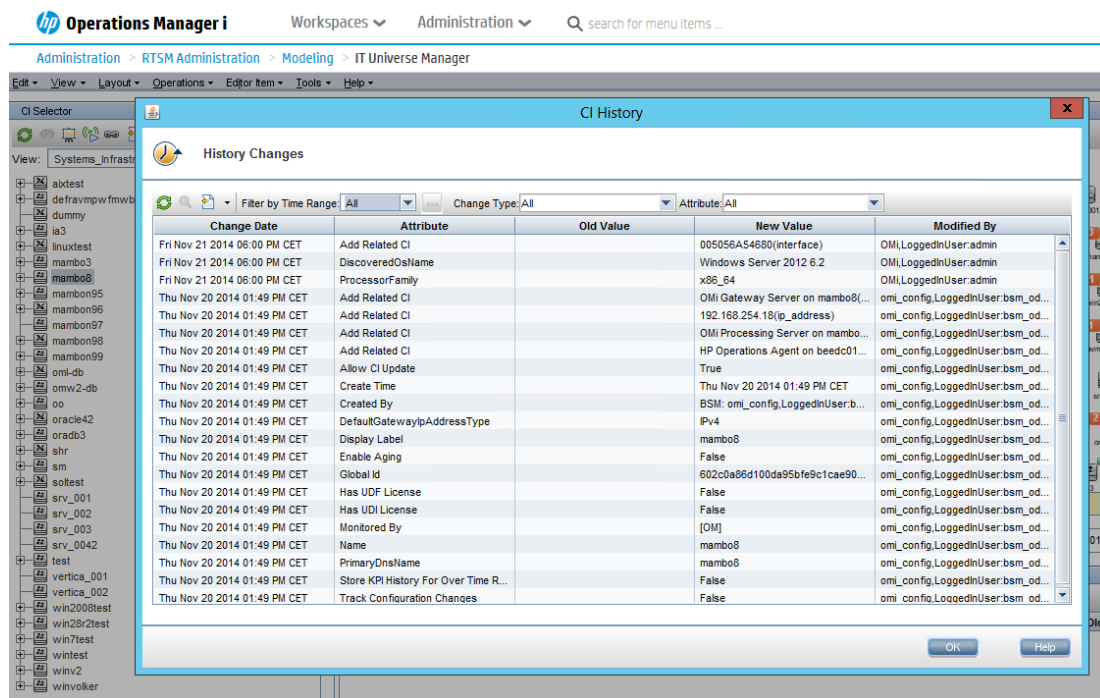 hp Operations Manager i Workspaces Administration search for menu items ...
Administration > RTSM Administration > Modeling > IT Universe Manager
Edit View Layout Operations Editor Item Tools Help
CI Selector
View: Systems_Infrastr
aixtest
defravmpwfmwb
dummy
ia3
linuxtest
mambo3
mambo8
mambon95
mambon96
mambon97
mambon98
mambon99
oml-db
omw2-db
oo
oracle42
oradb3
shr
sm
soltest
srv_001
srv_002
srv_003
srv_0042
test
vertica_001
vertica_002
win2008test
win28r2test
win7test
wintest
winv2
winvolker
CI History x
History Changes
Filter by Time Range: All ... Change Type: All Attribute: All
Change Date Attribute Old Value New Value Modified By
Fri Nov 21 2014 06:00 PM CET Add Related CI 005056A54680(interface) OMi,LoggedInUser:admin
Fri Nov 21 2014 06:00 PM CET DiscoveredOsName Windows Server 2012 6.2 OMi,LoggedInUser:admin
Fri Nov 21 2014 06:00 PM CET ProcessorFamily x86_64 OMi,LoggedInUser:admin
Thu Nov 20 2014 01:49 PM CET Add Related CI OMi Gateway Server on mambo8(... omi_config,LoggedInUser:bsm_od...
Thu Nov 20 2014 01:49 PM CET Add Related CI 192.168.254.18(ip_address) omi_config,LoggedInUser:bsm_od...
Thu Nov 20 2014 01:49 PM CET Add Related CI OMi Processing Server on mambo... omi_config,LoggedInUser:bsm_od...
Thu Nov 20 2014 01:49 PM CET Add Related CI HP Operations Agent on beedc01... omi_config,LoggedInUser:bsm_od...
Thu Nov 20 2014 01:49 PM CET Allow CI Update True omi_config,LoggedInUser:bsm_od...
Thu Nov 20 2014 01:49 PM CET Create Time Thu Nov 20 2014 01:49 PM CET omi_config,LoggedInUser:bsm_od...
Thu Nov 20 2014 01:49 PM CET Created By BSM: omi_config,LoggedInUser:b... omi_config,LoggedInUser:bsm_od...
Thu Nov 20 2014 01:49 PM CET DefaultGatewayIpAddressType IPv4 omi_config,LoggedInUser:bsm_od...
Thu Nov 20 2014 01:49 PM CET Display Label mambo8 omi_config,LoggedInUser:bsm_od...
Thu Nov 20 2014 01:49 PM CET Enable Aging False omi_config,LoggedInUser:bsm_od...
Thu Nov 20 2014 01:49 PM CET Global Id 602c0a86d100da95bfe9c1cae90... omi_config,LoggedInUser:bsm_od...
Thu Nov 20 2014 01:49 PM CET Has UDF License False omi_config,LoggedInUser:bsm_od...
Thu Nov 20 2014 01:49 PM CET Has UDI License False omi_config,LoggedInUser:bsm_od...
Thu Nov 20 2014 01:49 PM CET Monitored By [OM] omi_config,LoggedInUser:bsm_od...
Thu Nov 20 2014 01:49 PM CET Name mambo8 omi_config,LoggedInUser:bsm_od...
Thu Nov 20 2014 01:49 PM CET PrimaryDnsName mambo8 omi_config,LoggedInUser:bsm_od...
Thu Nov 20 2014 01:49 PM CET Store KPI History For Over Time R... False omi_config,LoggedInUser:bsm_od...
Thu Nov 20 2014 01:49 PM CET Track Configuration Changes False omi_config,LoggedInUser:bsm_od...
OK Help